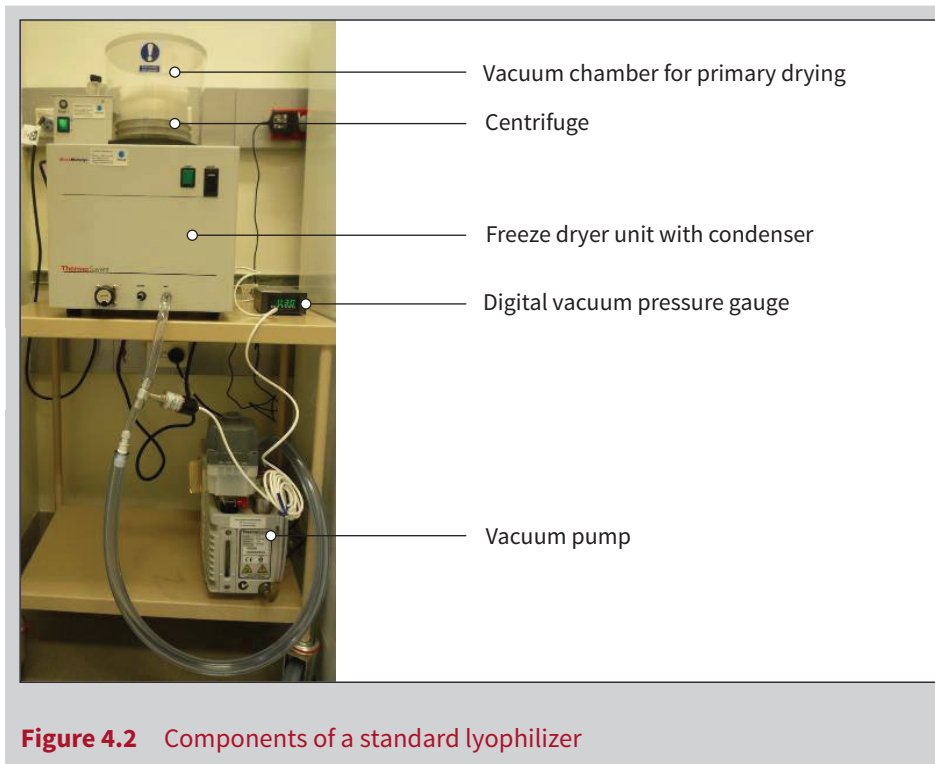 Vacuum chamber for primary drying
Centrifuge
Freeze dryer unit with condenser
Thermo Savant
Digital vacuum pressure gauge
Vacuum pump
Figure 4.2 Components of a standard lyophilizer